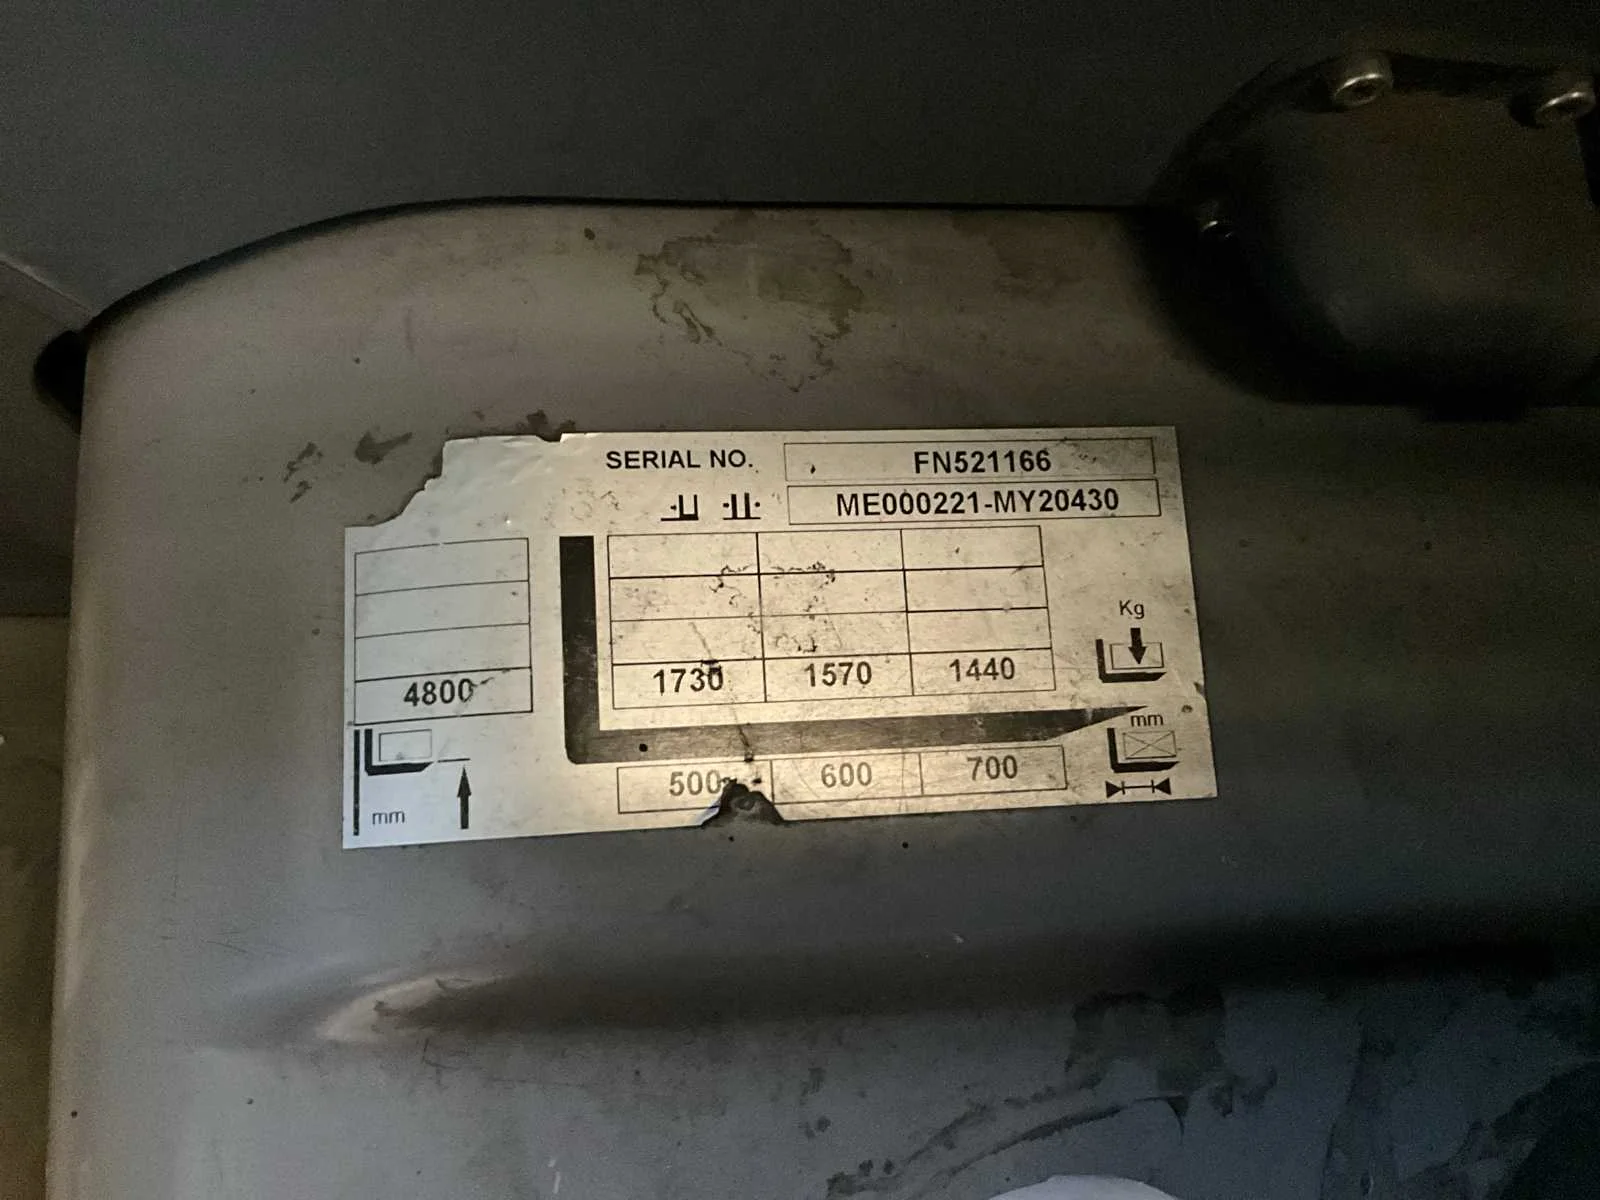 SERIAL NO. FN521166
ME000221-MY20430
Kg
4800 1730 1570 1440
mm
500 600 700
mm